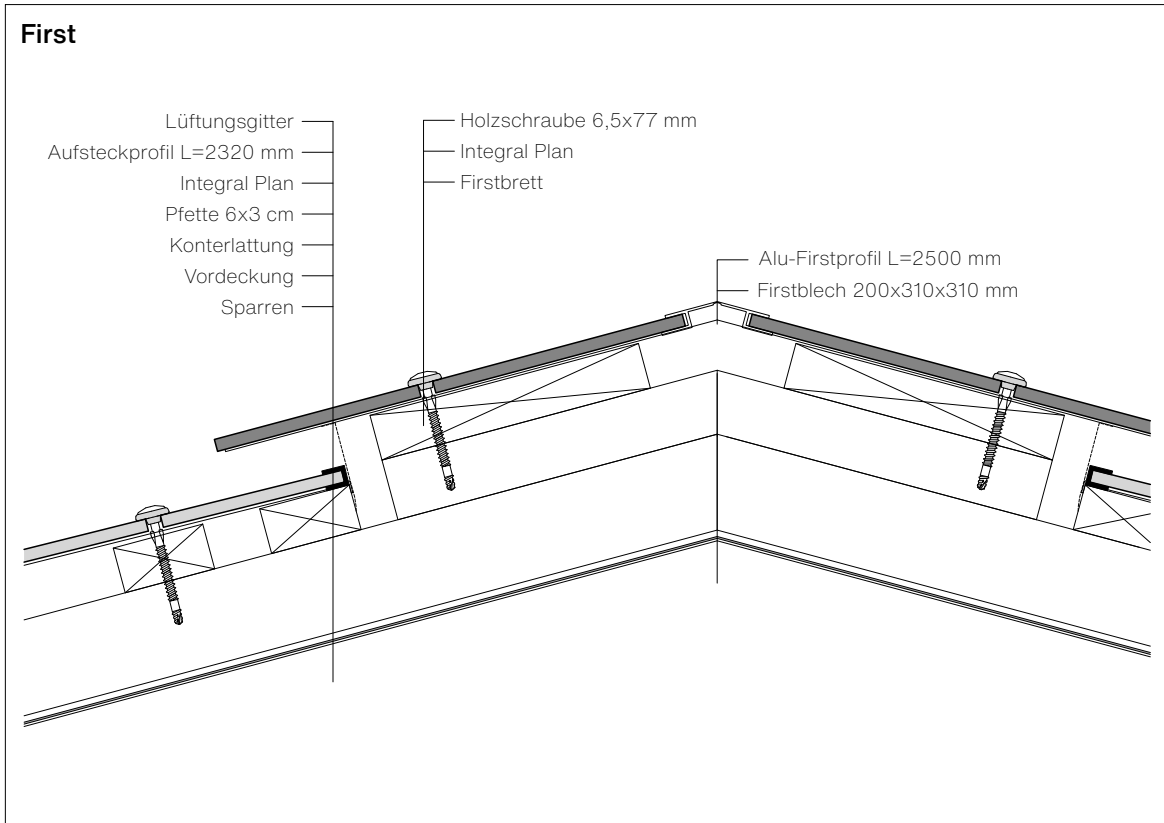 First
Lüftungsgitter
Aufsteckprofil L=2320 mm
Integral Plan
Pfette 6x3 cm
Konterlattung
Vordeckung
Sparren
Holzschraube 6,5x77 mm
Integral Plan
Firstbrett
Alu-Firstprofil L=2500 mm
Firstblech 200x310x310 mm